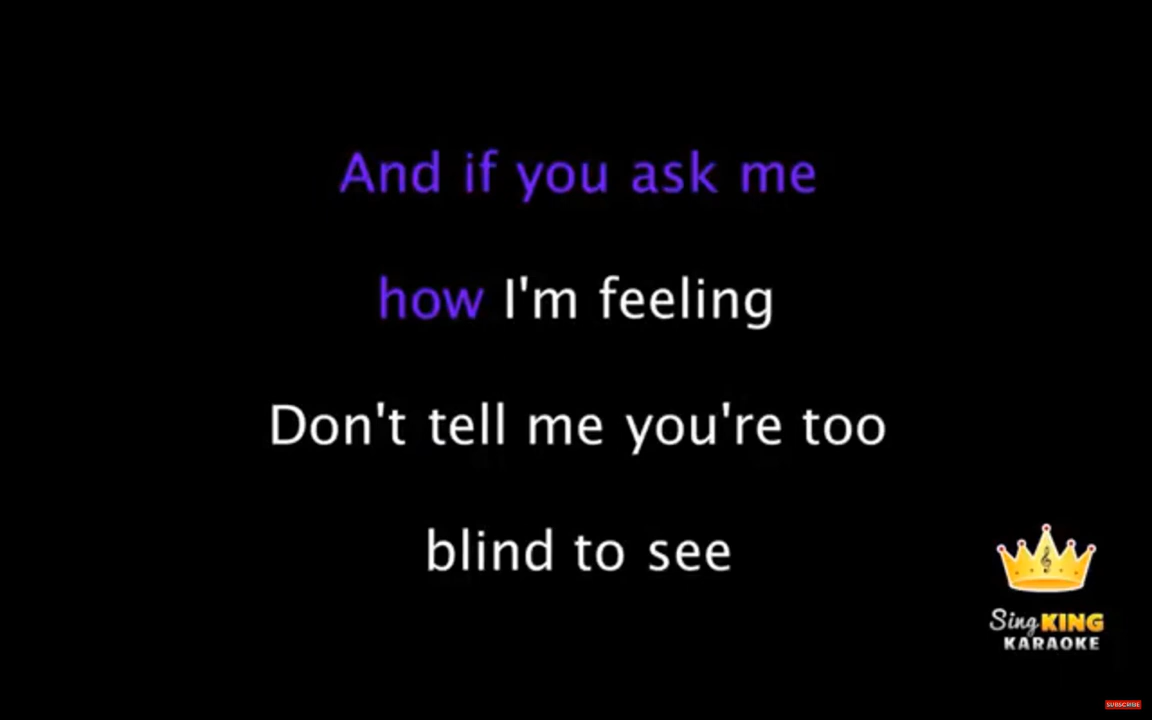 And if you ask me
how I'm feeling
Don't tell me you're too
blind to see
Sing KING
KARAOKE
SUBSCRIBE